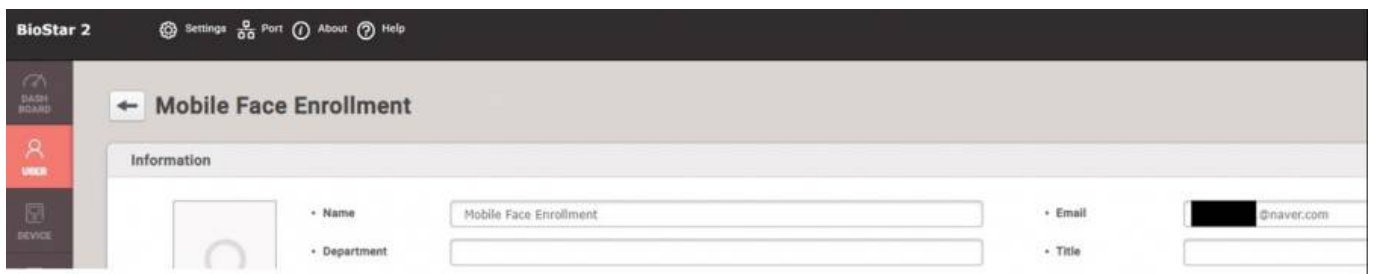 BioStar 2 Settings Port About Help
DASH
BOARD
Mobile Face Enrollment
USER
Information
DEVICE
Name Mobile Face Enrollment Email @naver.com
Department Title